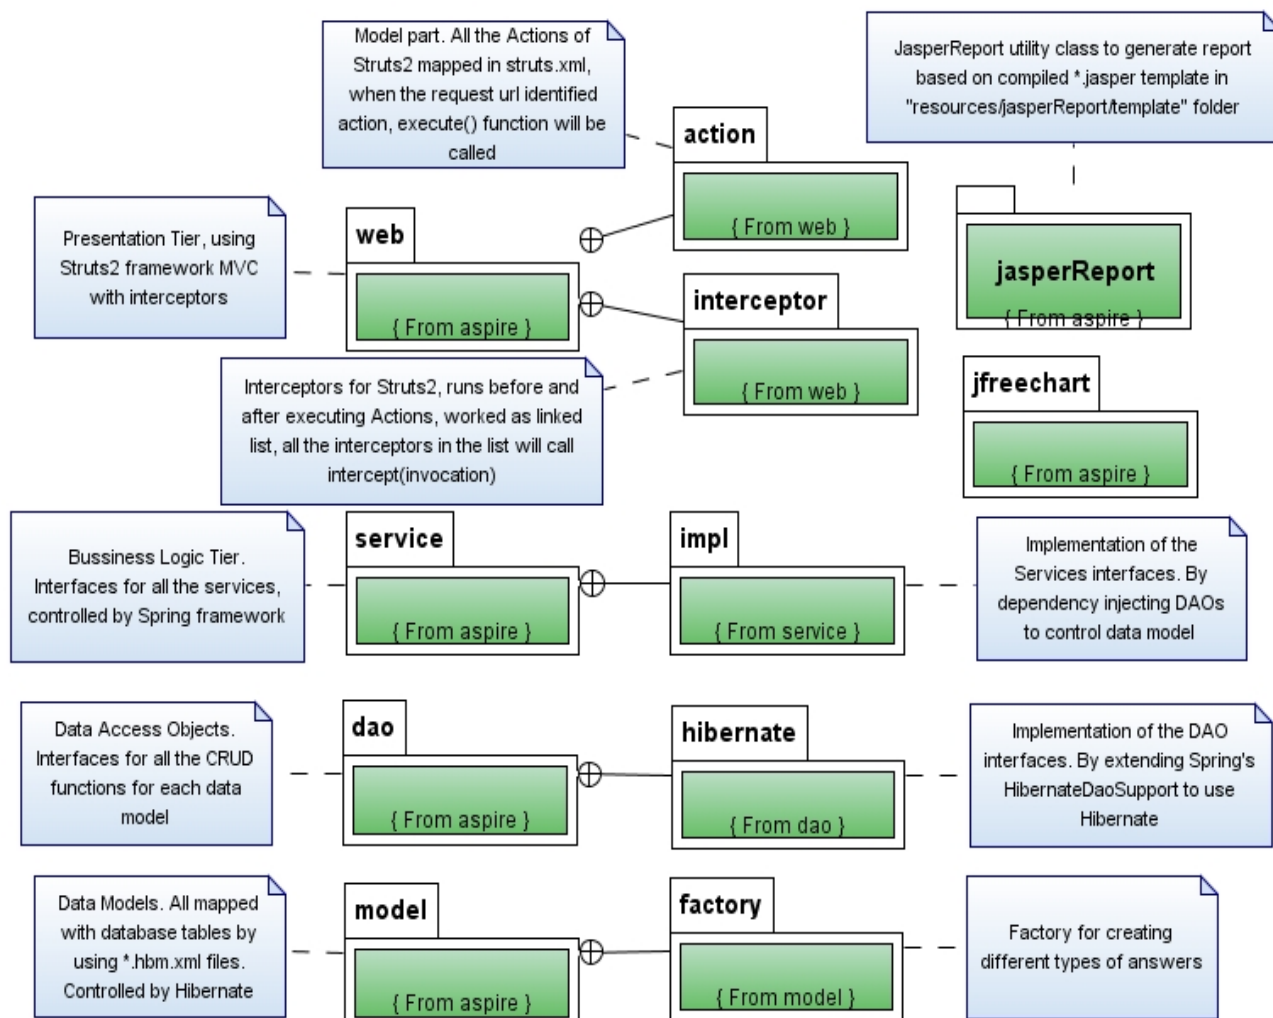 Model part. All the Actions of
Struts2 mapped in struts.xml,
when the request url identified
action, execute() function will be
called
JasperReport utility class to generate report
based on compiled *.jasper template in
"resources/jasperReport/template" folder
action
{ From web }
Presentation Tier, using
Struts2 framework MVC
with interceptors
web
{ From aspire }
jasperReport
{ From aspire }
interceptor
{ From web }
Interceptors for Struts2, runs before and
after executing Actions, worked as linked
list, all the interceptors in the list will call
intercept(invocation)
jfreechart
{ From aspire }
Bussiness Logic Tier.
Interfaces for all the services,
controlled by Spring framework
service
{ From aspire }
impl
{ From service }
Implementation of the
Services interfaces. By
dependency injecting DAOs
to control data model
Data Access Objects.
Interfaces for all the CRUD
functions for each data
model
dao
{ From aspire }
hibernate
{ From dao }
Implementation of the DAO
interfaces. By extending Spring's
HibernateDaoSupport to use
Hibernate
Data Models. All mapped
with database tables by
using *.hbm.xml files.
Controlled by Hibernate
model
{ From aspire }
factory
{ From model }
Factory for creating
different types of answers